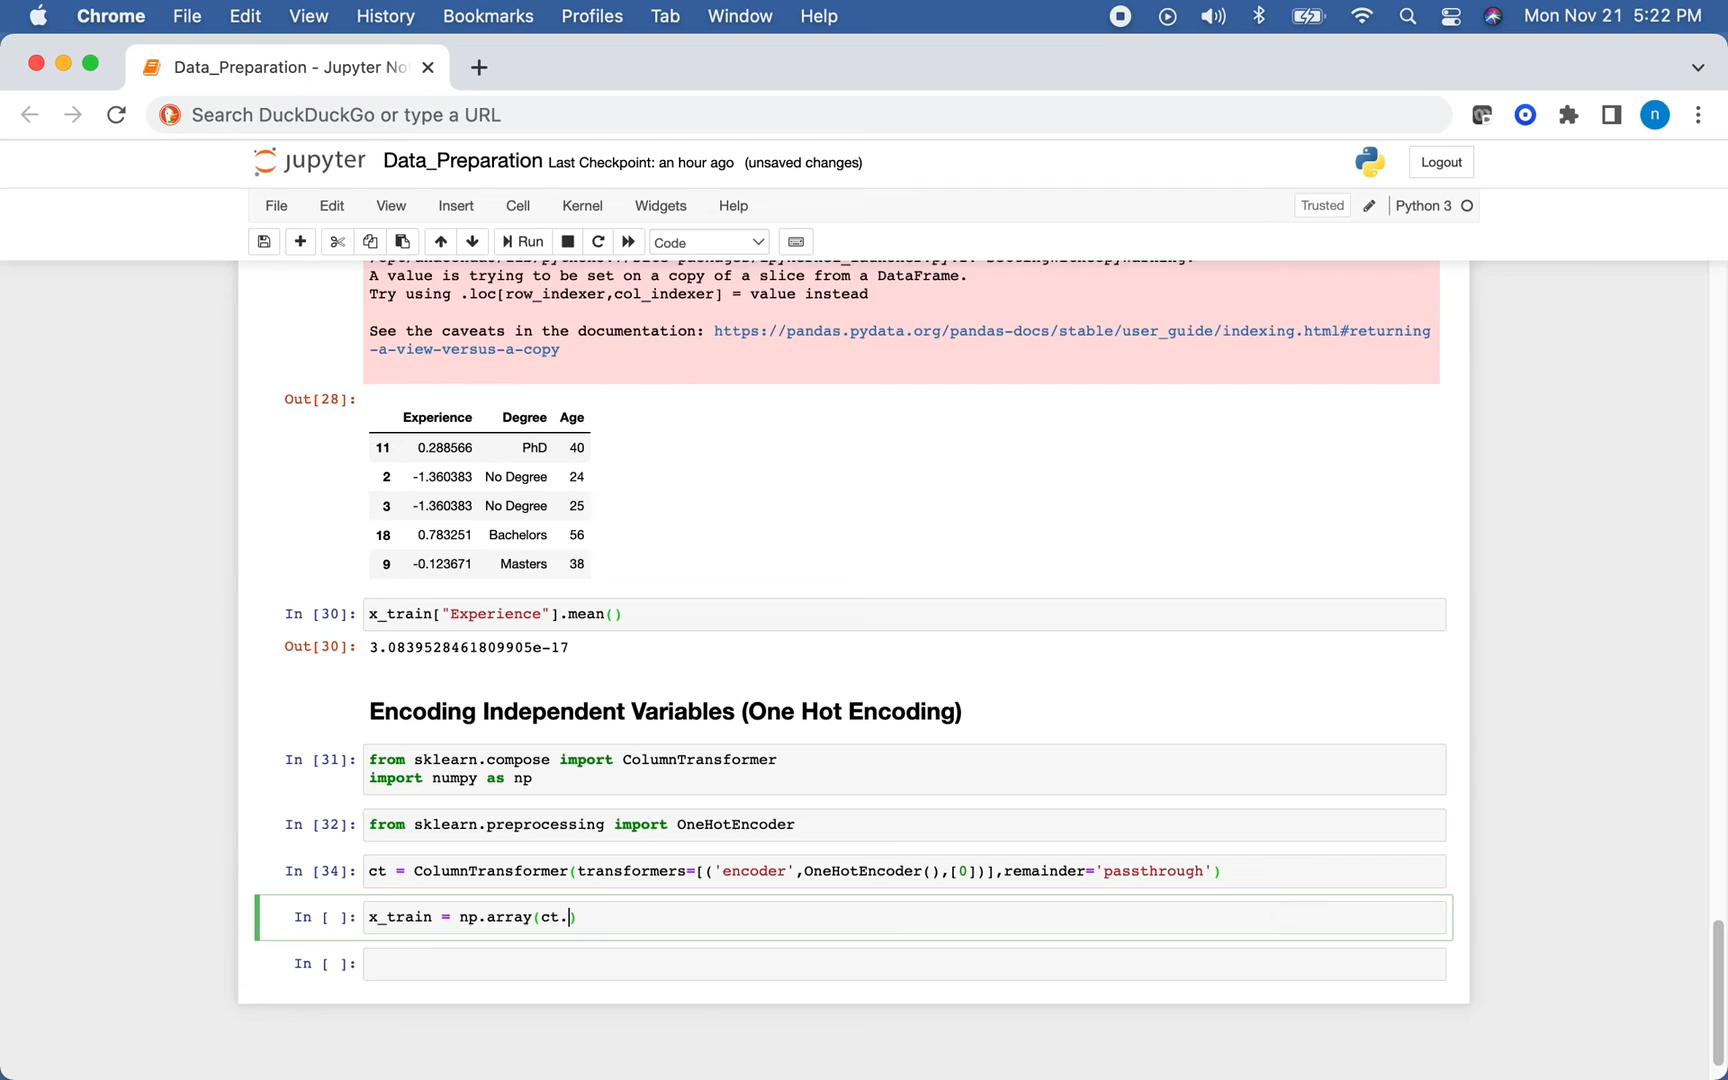 Chrome File Edit View History Bookmarks Profiles Tab Window Help Mon Nov 21 5:22 PM
Data_Preparation - Jupyter No
Search DuckDuckGo or type a URL
n
jupyter Data_Preparation Last Checkpoint: an hour ago (unsaved changes) Logout
File Edit View Insert Cell Kernel Widgets Help Trusted Python 3
Run Code
A value is trying to be set on a copy of a slice from a DataFrame.
Try using .loc[row_indexer,col_indexer] = value instead
See the caveats in the documentation: https://pandas.pydata.org/pandas-docs/stable/user_guide/indexing.html#returning
-a-view-versus-a-copy
Out[28]:
Experience Degree Age
11 0.288566 PhD 40
2 -1.360383 No Degree 24
3 -1.360383 No Degree 25
18 0.783251 Bachelors 56
9 -0.123671 Masters 38
In [30]: x_train["Experience"].mean()
Out[30]: 3.0839528461809905e-17
Encoding Independent Variables (One Hot Encoding)
In [31]: from sklearn.compose import ColumnTransformer
import numpy as np
In [32]: from sklearn.preprocessing import OneHotEncoder
In [34]: ct = ColumnTransformer(transformers=[('encoder',OneHotEncoder(),[0])],remainder='passthrough')
In [ ]: x_train = np.array(ct.)
In [ ]: